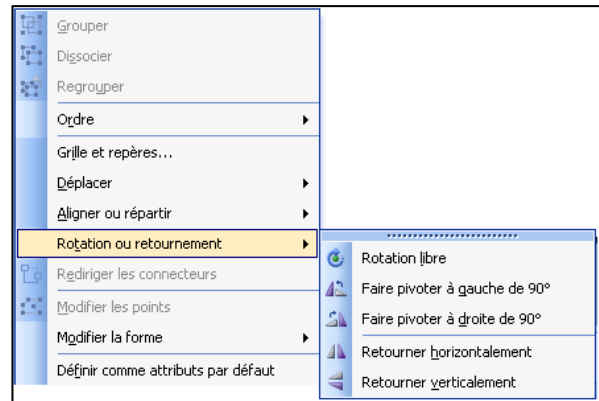 Grouper
Dissocier
Regrouper
Ordre
Grille et repères...
Déplacer
Aligner ou répartir
Rotation ou retournement
Rediriger les connecteurs
Modifier les points
Modifier la forme
Définir comme attributs par défaut
Rotation libre
Faire pivoter à gauche de 90°
Faire pivoter à droite de 90°
Retourner horizontalement
Retourner verticalement